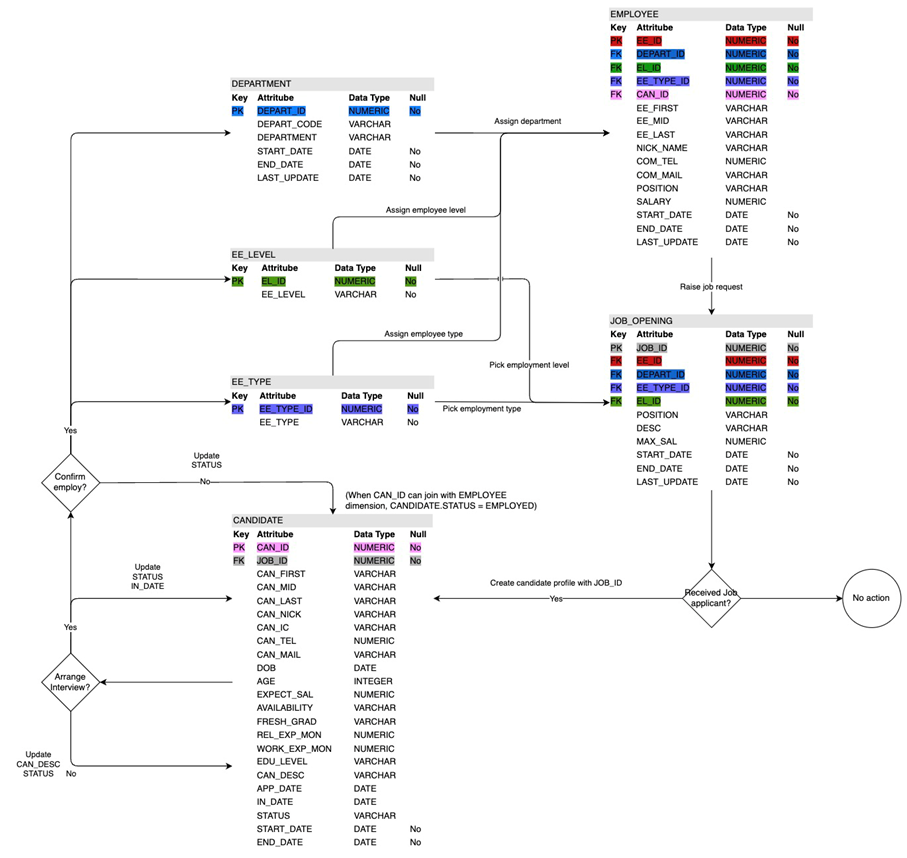 EMPLOYEE
Key Attritube Data Type Null
PK EE_ID NUMERIC No
FK DEPART_ID NUMERIC No
FK EL_ID NUMERIC No
FK EE_TYPE_ID NUMERIC No
FK CAN_ID NUMERIC No
EE_FIRST VARCHAR
EE_MID VARCHAR
EE_LAST VARCHAR
NICK_NAME VARCHAR
COM_TEL NUMERIC
COM_MAIL VARCHAR
POSITION VARCHAR
SALARY NUMERIC
START_DATE DATE No
END_DATE DATE No
LAST_UPDATE DATE No
DEPARTMENT
Key Attritube Data Type Null
PK DEPART_ID NUMERIC No
DEPART_CODE VARCHAR
DEPARTMENT VARCHAR
START_DATE DATE No
END_DATE DATE No
LAST_UPDATE DATE No
Assign department
Assign employee level
EE_LEVEL
Key Attritube Data Type Null
PK EL_ID NUMERIC No
EE_LEVEL VARCHAR No
Raise job request
Assign employee type
Pick employment level
EE_TYPE
Key Attritube Data Type Null
PK EE_TYPE_ID NUMERIC No
EE_TYPE VARCHAR No
Pick employment type
JOB_OPENING
Key Attritube Data Type Null
PK JOB_ID NUMERIC No
FK EE_ID NUMERIC No
FK DEPART_ID NUMERIC No
FK EE_TYPE_ID NUMERIC No
FK EL_ID NUMERIC No
POSITION VARCHAR
DESC VARCHAR
MAX_SAL NUMERIC
START_DATE DATE No
END_DATE DATE No
LAST_UPDATE DATE No
Yes
Confirm
employ?
Update
STATUS
No
(When CAN_ID can join with EMPLOYEE
dimension, CANDIDATE.STATUS = EMPLOYED)
CANDIDATE
Key Attritube Data Type Null
PK CAN_ID NUMERIC No
FK JOB_ID NUMERIC No
CAN_FIRST VARCHAR
CAN_MID VARCHAR
CAN_LAST VARCHAR
CAN_NICK VARCHAR
CAN_IC VARCHAR
CAN_TEL NUMERIC
CAN_MAIL VARCHAR
DOB DATE
AGE INTEGER
EXPECT_SAL NUMERIC
AVAILABILITY VARCHAR
FRESH_GRAD VARCHAR
REL_EXP_MON NUMERIC
WORK_EXP_MON NUMERIC
EDU_LEVEL VARCHAR
CAN_DESC VARCHAR
APP_DATE DATE
IN_DATE DATE
STATUS VARCHAR
START_DATE DATE No
END_DATE DATE No
Create candidate profile with JOB_ID
Yes
Received Job
applicant?
No action
Update
STATUS
IN_DATE
Yes
Arrange
Interview?
Update
CAN_DESC
STATUS No